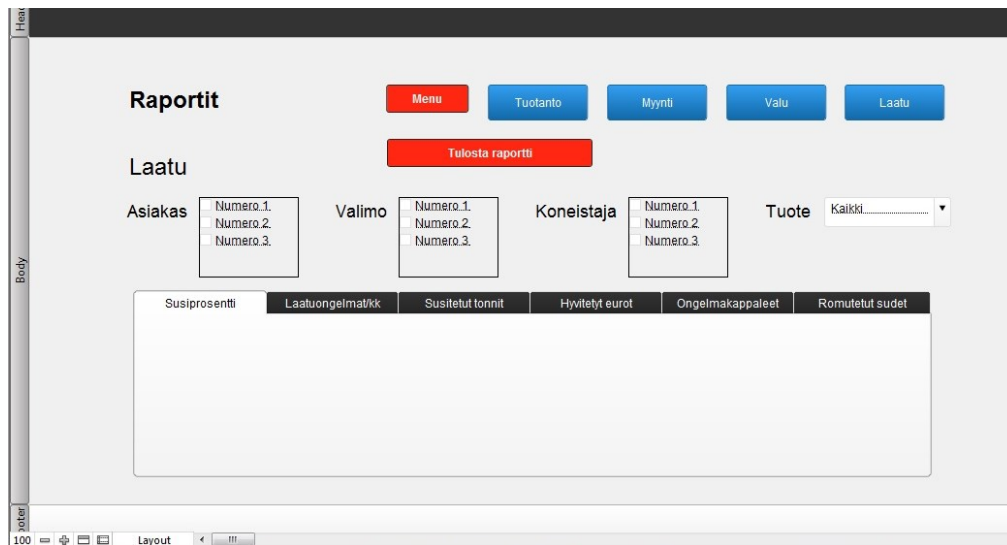 Raportit
Menu
Tuotanto
Myynti
Valu
Laatu
Tulosta raportti
Laatu
Asiakas
Numero 1
Numero 2
Numero 3
Valimo
Numero 1
Numero 2
Numero 3
Koneistaja
Numero 1
Numero 2
Numero 3
Tuote
Kaikki
Body
Susiprosentti
Laatuongelmat/kk
Susitetut tonnit
Hyvitetyt eurot
Ongelmakappaleet
Romutetut sudet
100
Layout